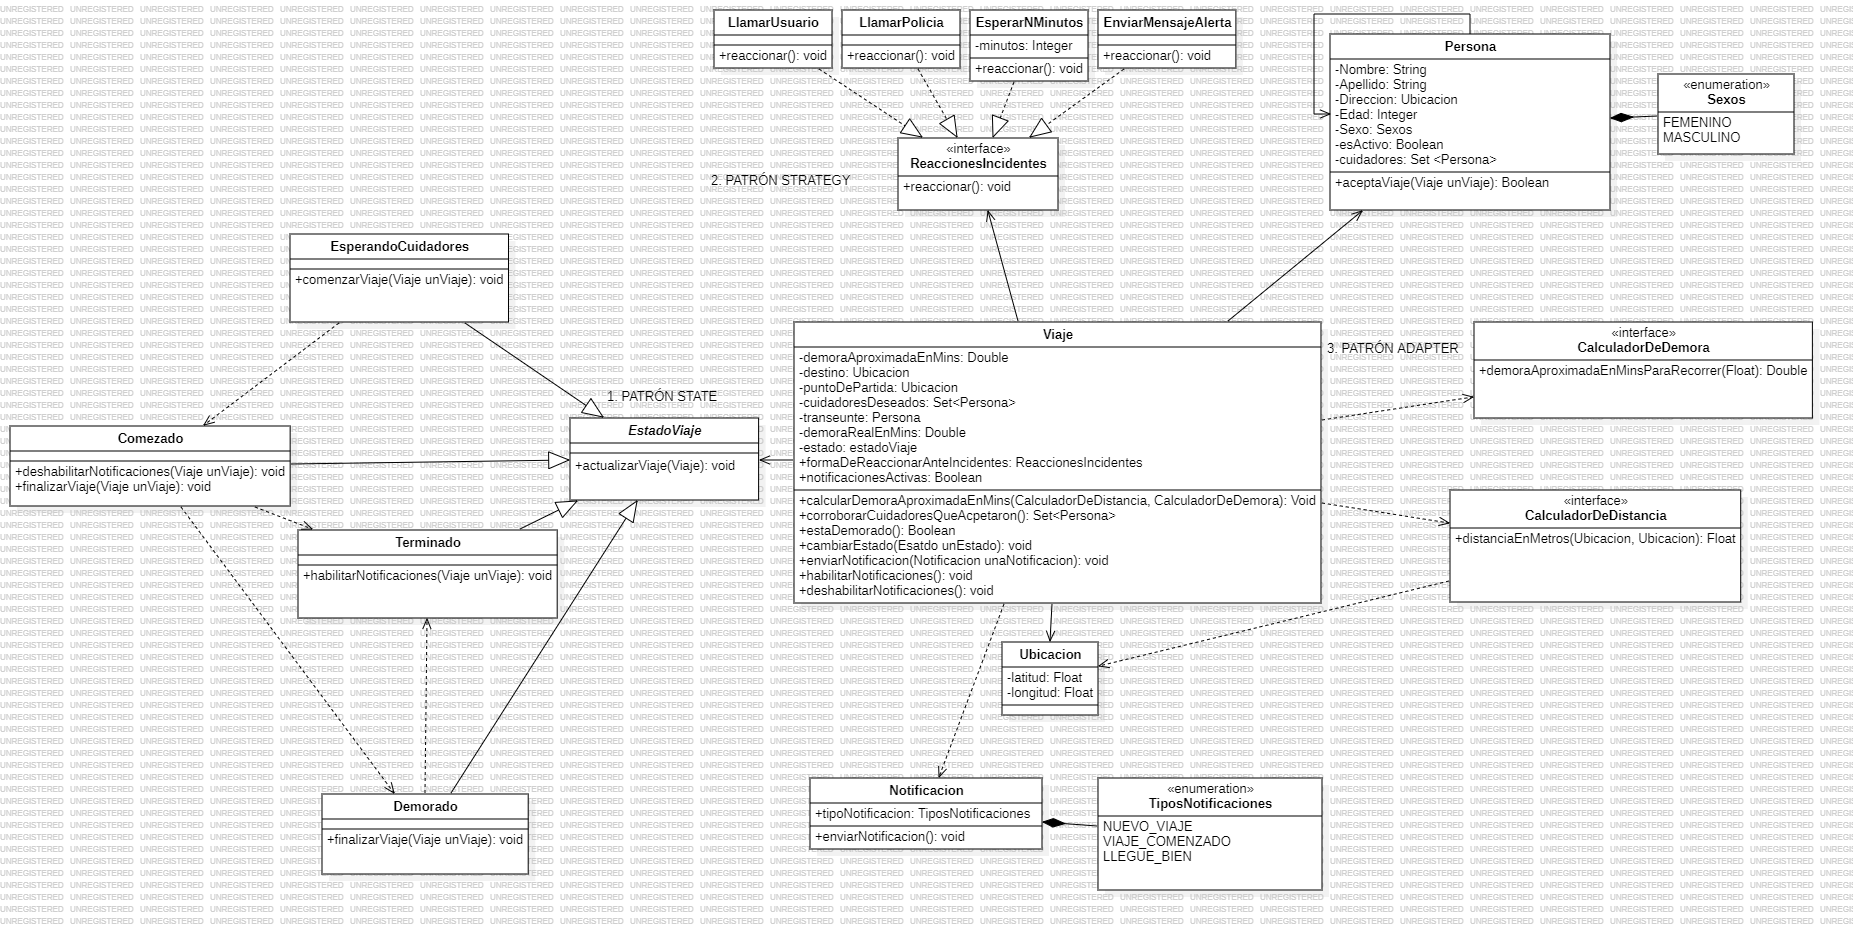 LlamarUsuario
+reaccionar(): void
LlamarPolicia
+reaccionar(): void
EsperarNMinutos
-minutos: Integer
+reaccionar(): void
EnviarMensajeAlerta
+reaccionar(): void
«interface»
ReaccionesIncidentes
+reaccionar(): void
2. PATRÓN STRATEGY
Persona
-Nombre: String
-Apellido: String
-Direccion: Ubicacion
-Edad: Integer
-Sexo: Sexos
-esActivo: Boolean
-cuidadores: Set <Persona>
+aceptaViaje(Viaje unViaje): Boolean
«enumeration»
Sexos
FEMENINO
MASCULINO
EsperandoCuidadores
+comenzarViaje(Viaje unViaje): void
1. PATRÓN STATE
EstadoViaje
+actualizarViaje(Viaje): void
Comezado
+deshabilitarNotificaciones(Viaje unViaje): void
+finalizarViaje(Viaje unViaje): void
Terminado
+habilitarNotificaciones(Viaje unViaje): void
Demorado
+finalizarViaje(Viaje unViaje): void
Viaje
-demoraAproximadaEnMins: Double
-destino: Ubicacion
-puntoDePartida: Ubicacion
-cuidadoresDeseados: Set<Persona>
-transeunte: Persona
-demoraRealEnMins: Double
-estado: estadoViaje
+formaDeReaccionarAnteIncidentes: ReaccionesIncidentes
+notificacionesActivas: Boolean
+calcularDemoraAproximadaEnMins(CalculadorDeDistancia, CalculadorDeDemora): Void
+corroborarCuidadoresQueAcpetaron(): Set<Persona>
+estaDemorado(): Boolean
+cambiarEstado(Esatdo unEstado): void
+enviarNotificacion(Notificacion unaNotificacion): void
+habilitarNotificaciones(): void
+deshabilitarNotificaciones(): void
3. PATRÓN ADAPTER
«interface»
CalculadorDeDemora
+demoraAproximadaEnMinsParaRecorrer(Float): Double
«interface»
CalculadorDeDistancia
+distanciaEnMetros(Ubicacion, Ubicacion): Float
Ubicacion
-latitud: Float
-longitud: Float
Notificacion
+tipoNotificacion: TiposNotificaciones
+enviarNotificacion(): void
«enumeration»
TiposNotificaciones
NUEVO_VIAJE
VIAJE_COMENZADO
LLEGUE_BIEN
UNREGISTERED